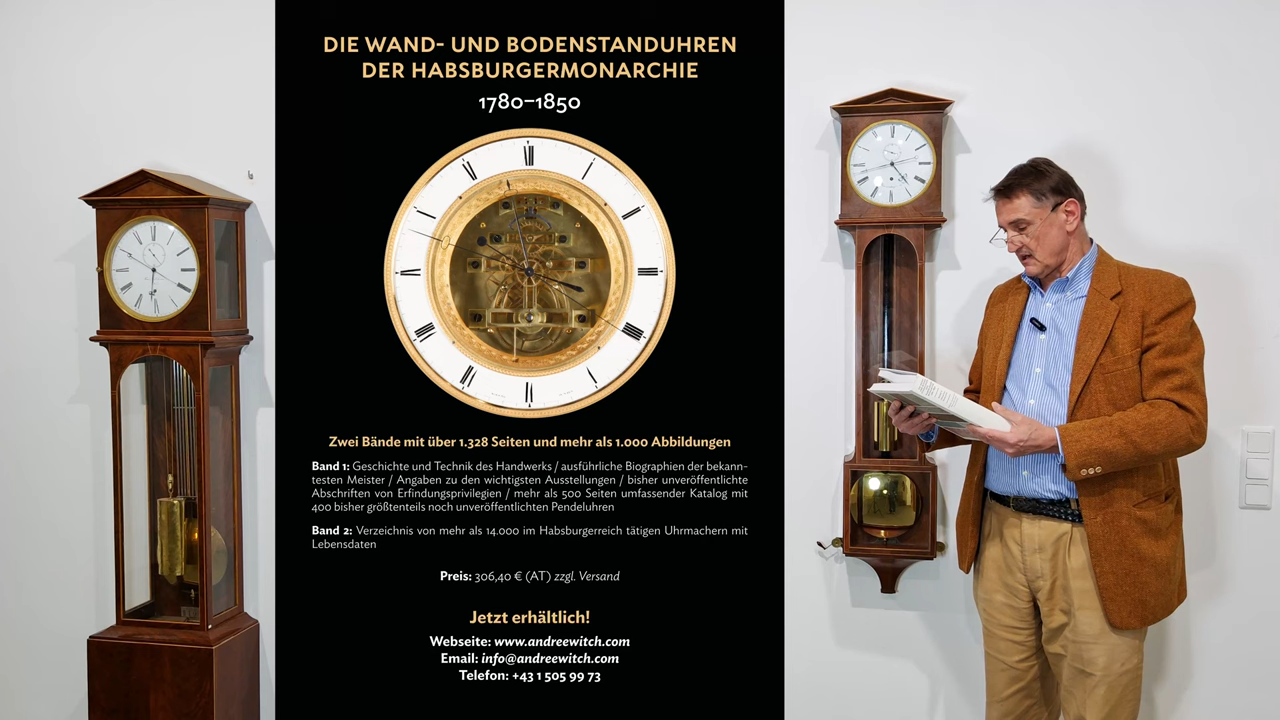 DIE WAND- UND BODENSTANDUHREN
DER HABSBURGERMONARCHIE
1780–1850
Zwei Bände mit über 1.328 Seiten und mehr als 1.000 Abbildungen
Band 1: Geschichte und Technik des Handwerks / ausführliche Biographien der bekann-
testen Meister / Angaben zu den wichtigsten Ausstellungen / bisher unveröffentlichte
Abschriften von Erfindungsprivilegien / mehr als 500 Seiten umfassender Katalog mit
400 bisher größtenteils noch unveröffentlichten Pendeluhren
Band 2: Verzeichnis von mehr als 14.000 im Habsburgerreich tätigen Uhrmachern mit
Lebensdaten
Preis: 306,40 € (AT) zzgl. Versand
Jetzt erhältlich!
Webseite: www.andreewitch.com
Email: info@andreewitch.com
Telefon: +43 1 505 99 73